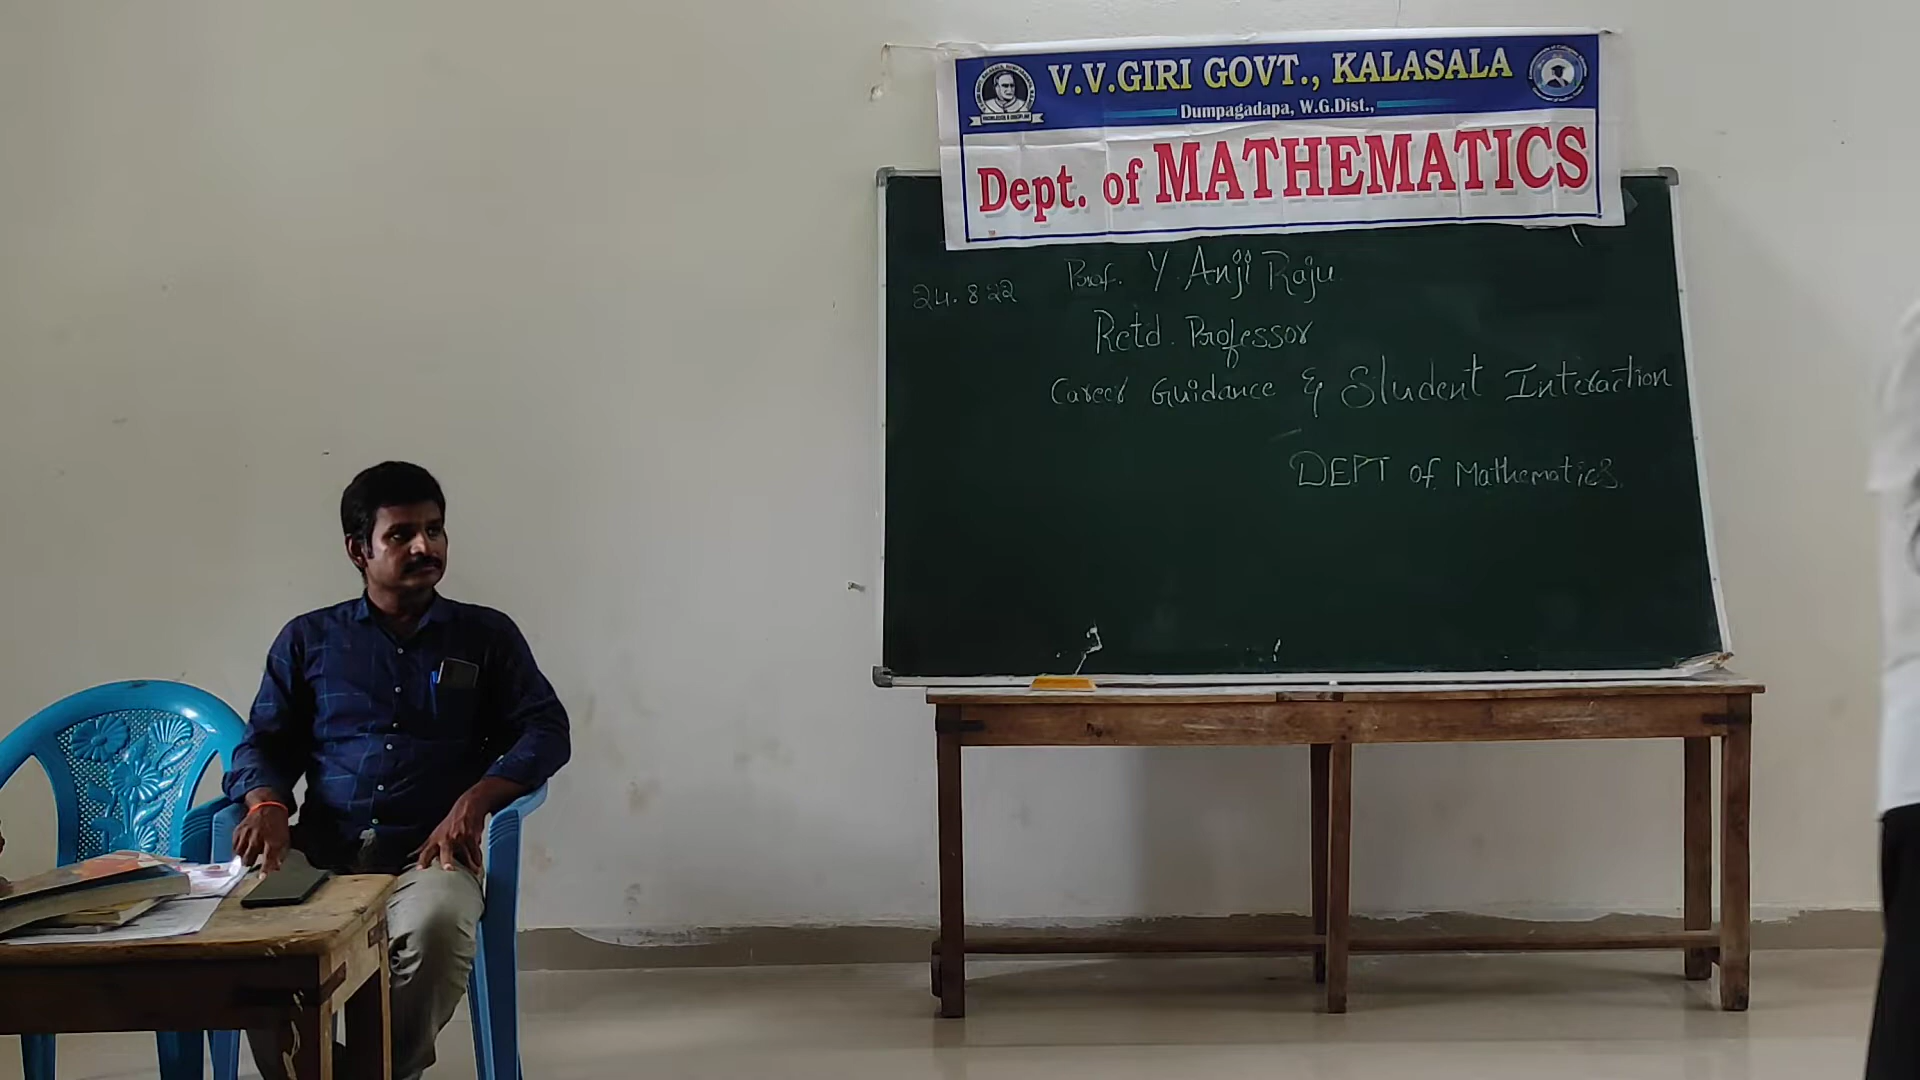 V.V.GIRI GOVT., KALASALA
Dumpagadapa, W.G.Dist.,
Dept. of MATHEMATICS
24.8 22
Prof. Y. Anji Raju
Retd. Professor
Career Guidance & Student Interaction
DEPT of Mathematics.